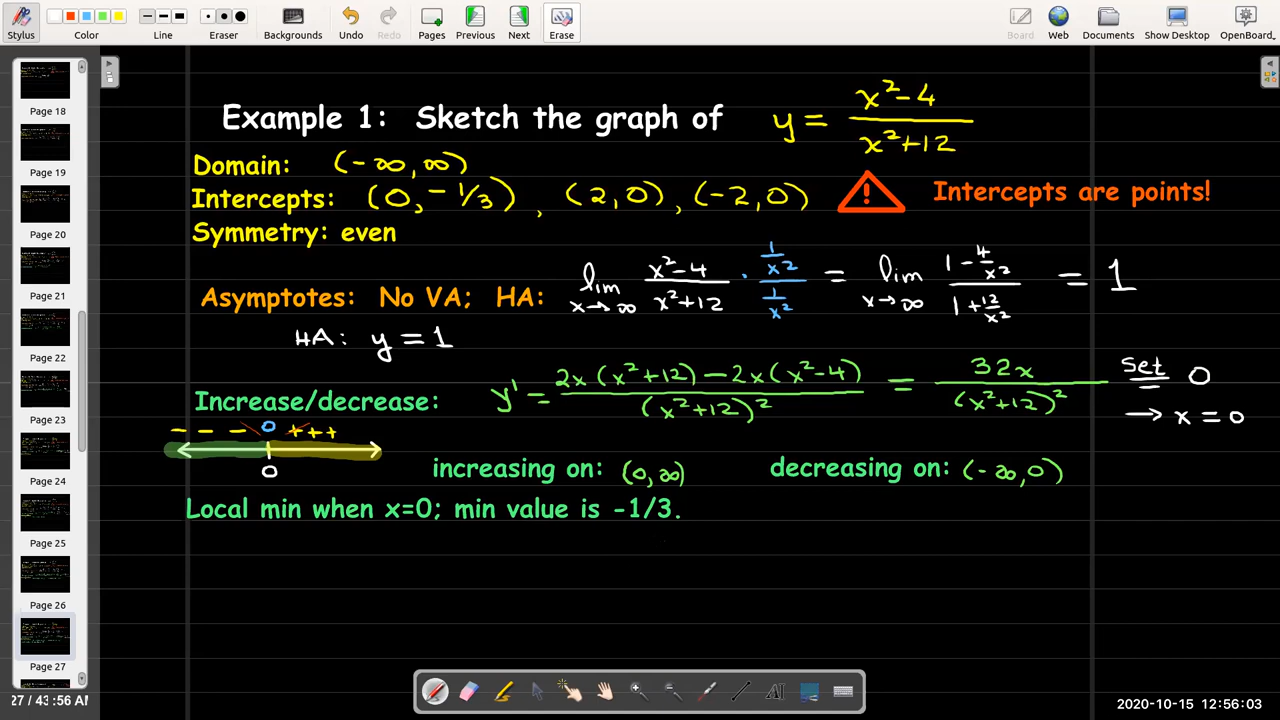 Stylus Color Line Eraser Backgrounds Undo Redo Pages Previous Next Erase Board Web Documents Show Desktop OpenBoard
Page 18
Page 19
Page 20
Page 21
Page 22
Page 23
Page 24
Page 25
Page 26
Page 27
Example 1: Sketch the graph of y = (x²-4)/(x²+12)
Domain: (-∞,∞)
Intercepts: (0, -1/3), (2,0), (-2,0) ! Intercepts are points!
Symmetry: even
Asymptotes: No VA; HA: lim x→∞ (x²-4)/(x²+12) · (1/x²)/(1/x²) = lim x→∞ (1-4/x²)/(1+12/x²) = 1
HA: y = 1
Increase/decrease: y' = (2x(x²+12) - 2x(x²-4))/(x²+12)² = 32x/(x²+12)² set 0
→ x = 0
- - - 0 + + +
0
increasing on: (0,∞) decreasing on: (-∞,0)
Local min when x=0; min value is -1/3.
27 / 43:56 AM
2020-10-15 12:56:03